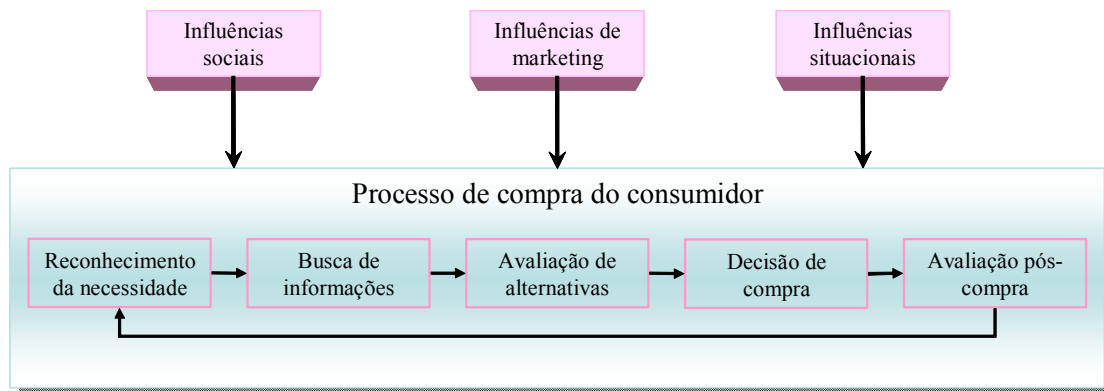 Influências
sociais
Influências de
marketing
Influências
situacionais
Processo de compra do consumidor
Reconhecimento
da necessidade
Busca de
informações
Avaliação de
alternativas
Decisão de
compra
Avaliação pós-
compra